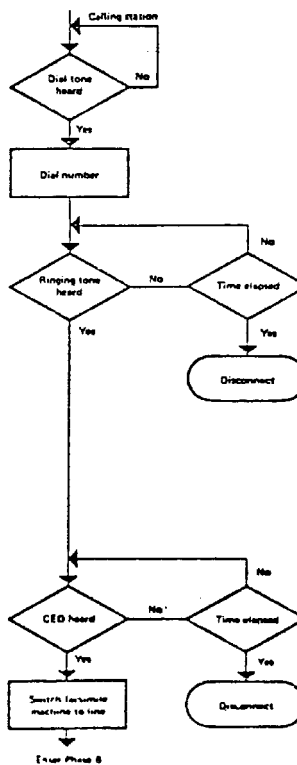 Calling station
Dial tone
heard
No
Yes
Dial number
No
Ringing tone
heard
No
Time elapsed
Yes
Yes
Disconnect
No
CED heard
No
Time elapsed
Yes
Yes
Switch facsimile
machine to line
Disconnect
Enter Phase B